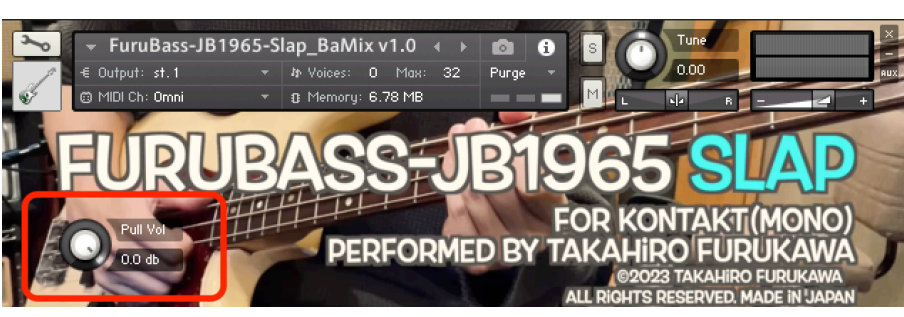 FuruBass-JB1965-Slap_BaMix v1.0
Output: st.1 Voices: 0 Max: 32 Purge
MIDI Ch: Omni Memory: 6.78 MB
S
M
Tune
0.00
L R
- +
×
-
AUX
FURUBASS-JB1965 SLAP
FOR KONTAKT(MONO)
PERFORMED BY TAKAHiRO FURUKAWA
©2023 TAKAHiRO FURUKAWA
ALL RiGHTS RESERVED. MADE iN JAPAN
Pull Vol
0.0 db